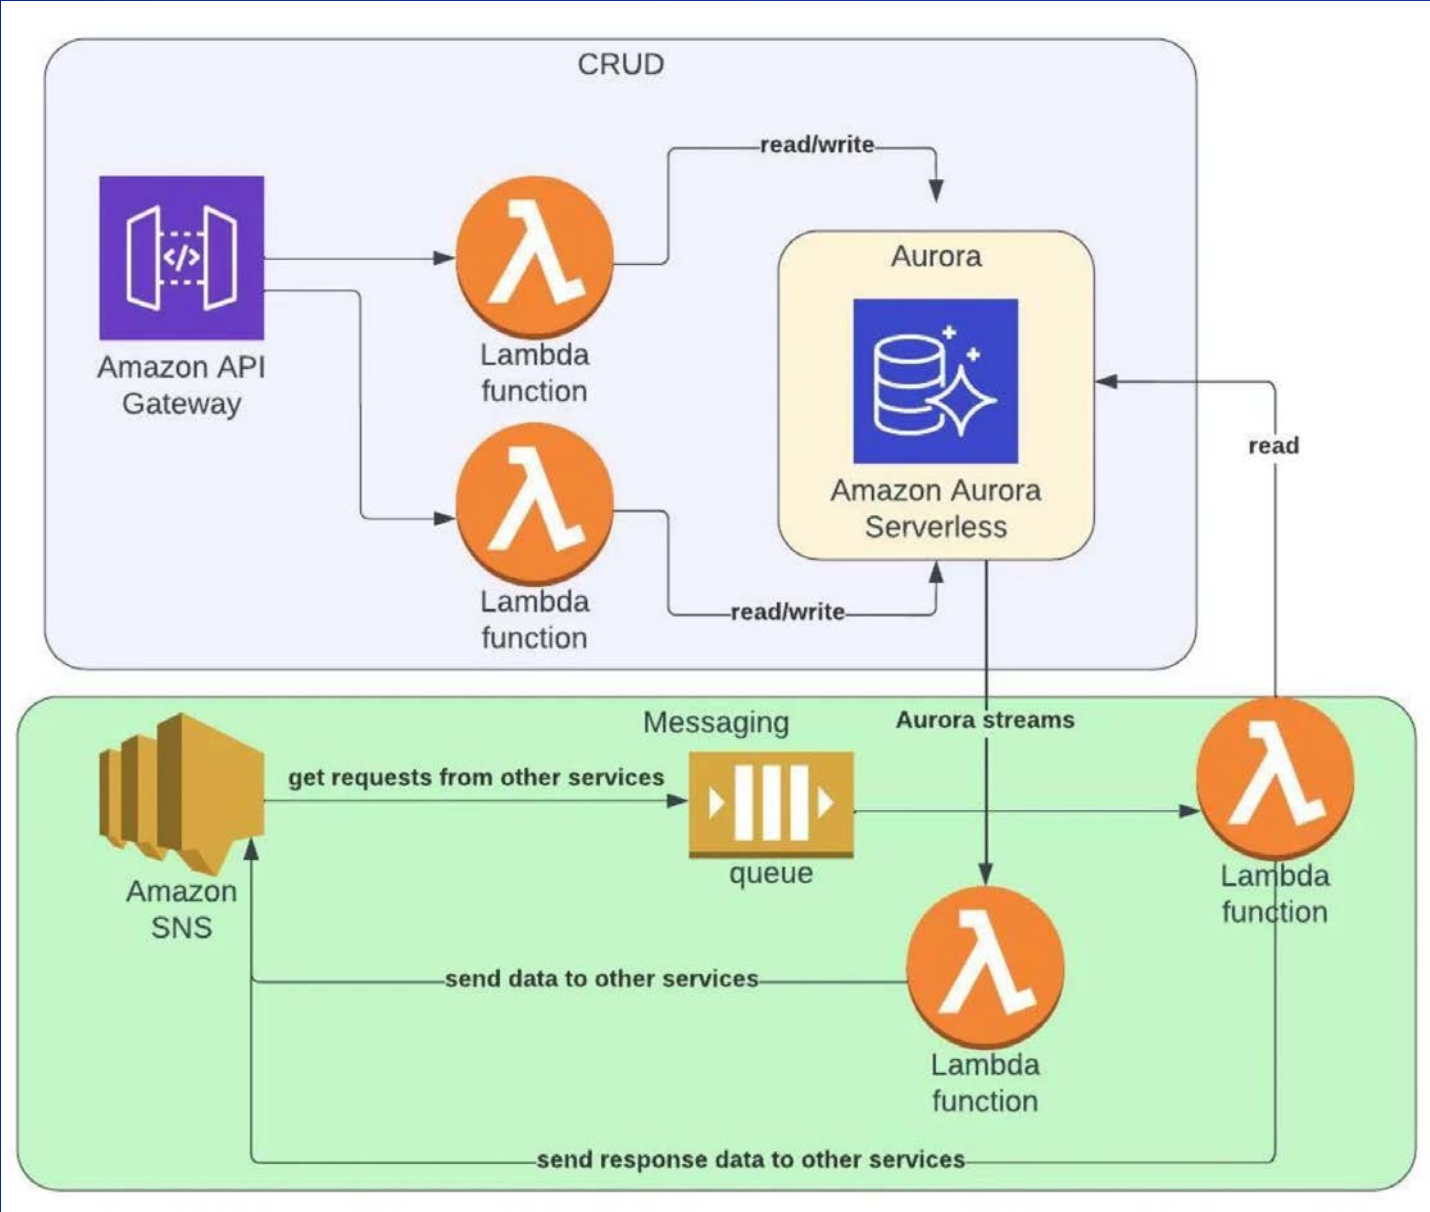 CRUD
read/write
Aurora
</>
Amazon API
Gateway
Lambda
function
read
Amazon Aurora
Serverless
Lambda
function
read/write
Messaging
Aurora streams
get requests from other services
queue
Amazon
SNS
Lambda
function
send data to other services
Lambda
function
send response data to other services